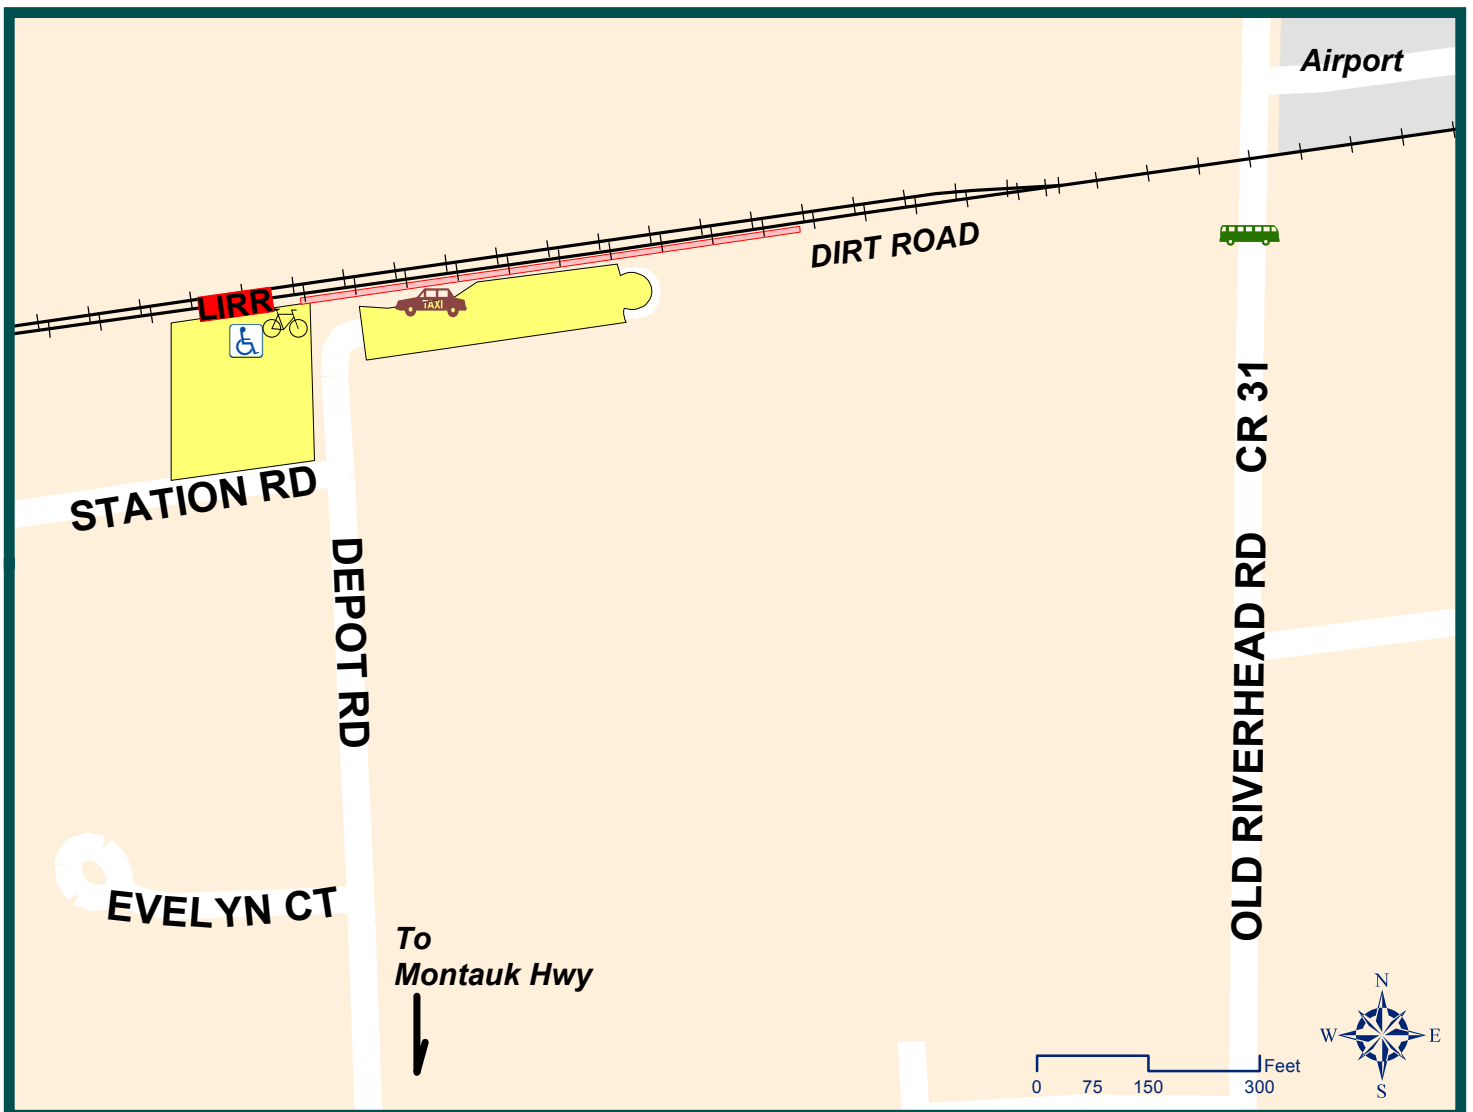 Airport
DIRT ROAD
LIRR
TAXI
CR 31
STATION RD
DEPOT RD
OLD RIVERHEAD RD
EVELYN CT
To
Montauk Hwy
N
W E
S
Feet
0 75 150 300